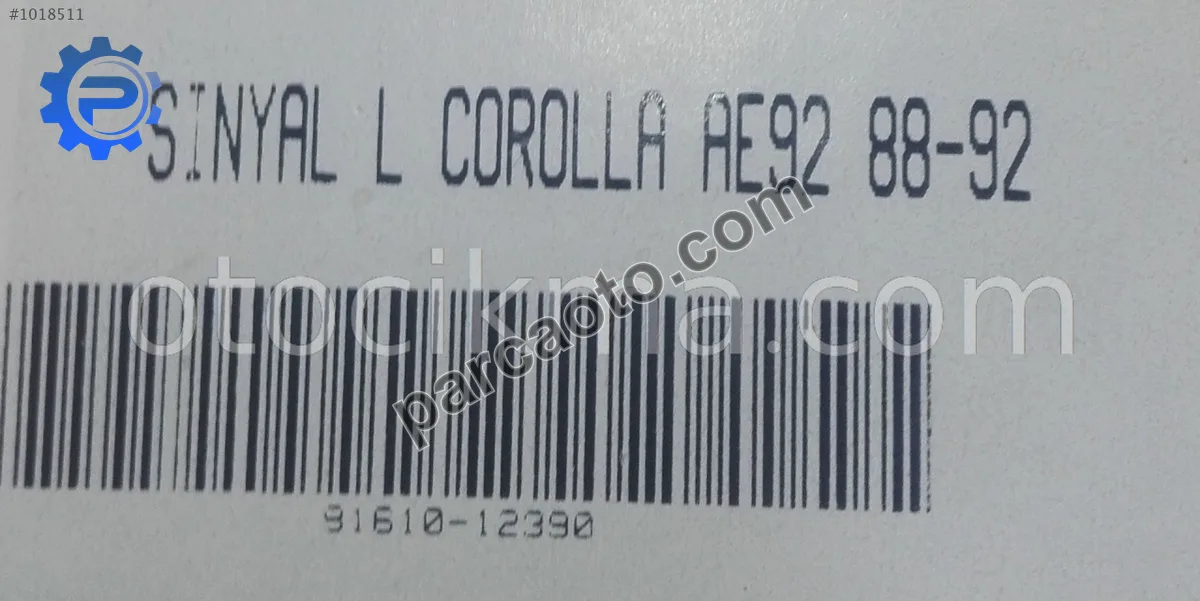 #1018511
SINYAL L COROLLA AE92 88-92
otocikma.com
parcaoto.com
91610-12390